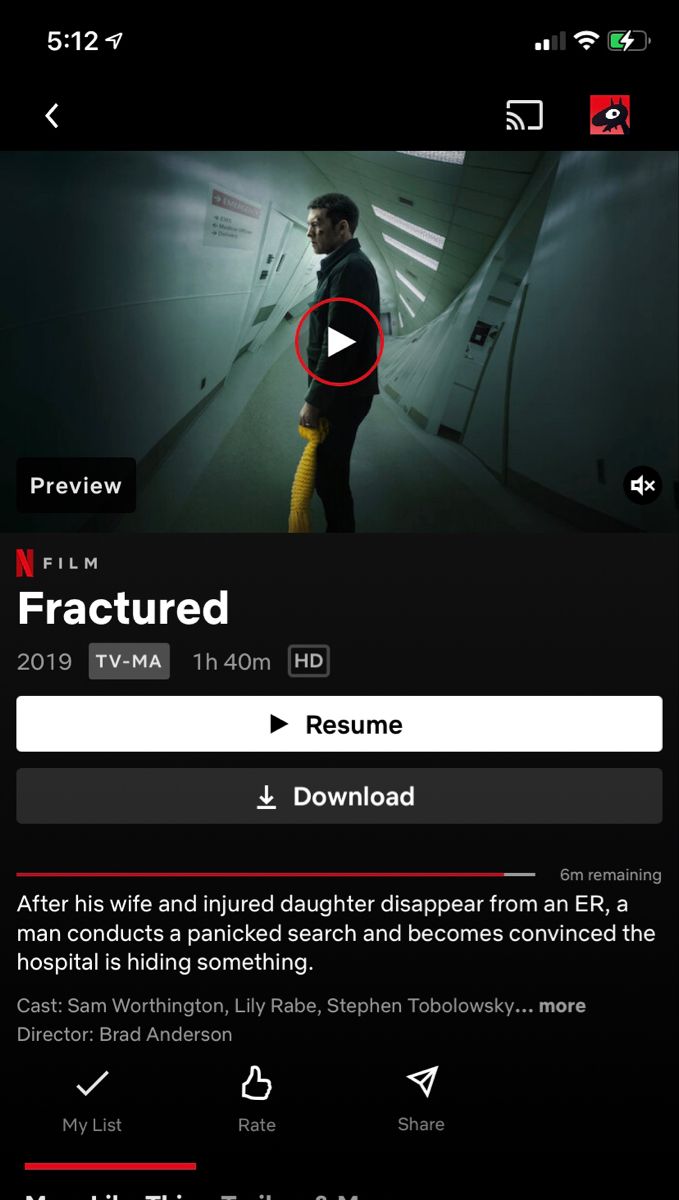 5:12
EMERGENCY
Preview
N FILM
Fractured
2019 TV-MA 1h 40m HD
Resume
Download
6m remaining
After his wife and injured daughter disappear from an ER, a
man conducts a panicked search and becomes convinced the
hospital is hiding something.
Cast: Sam Worthington, Lily Rabe, Stephen Tobolowsky... more
Director: Brad Anderson
My List Rate Share